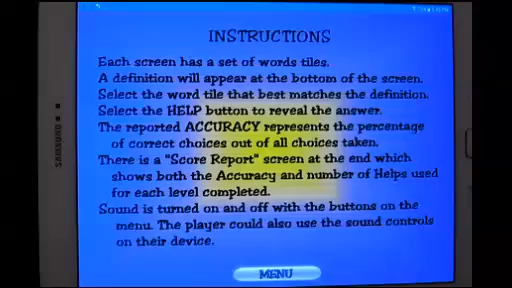 INSTRUCTIONS
Each screen has a set of words tiles.
A definition will appear at the bottom of the screen.
Select the word tile that best matches the definition.
Select the HELP button to reveal the answer.
The reported ACCURACY represents the percentage
of correct choices out of all choices taken.
There is a "Score Report" screen at the end which
shows both the Accuracy and number of Helps used
for each level completed.
Sound is turned on and off with the buttons on the
menu. The player could also use the sound controls
on their device.
MENU
SAMSUNG